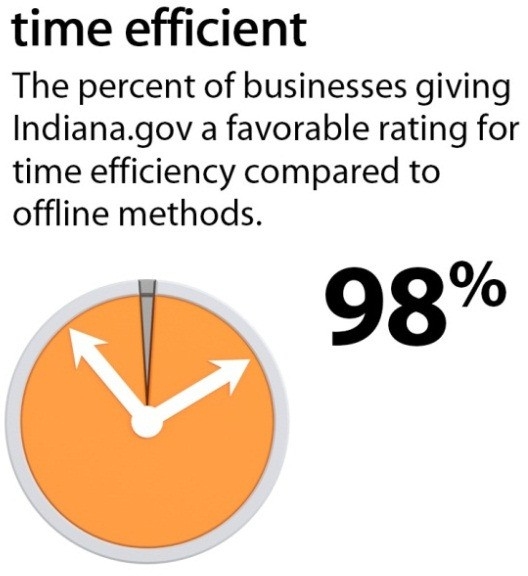 time efficient
The percent of businesses giving
Indiana.gov a favorable rating for
time efficiency compared to
offline methods.
98%